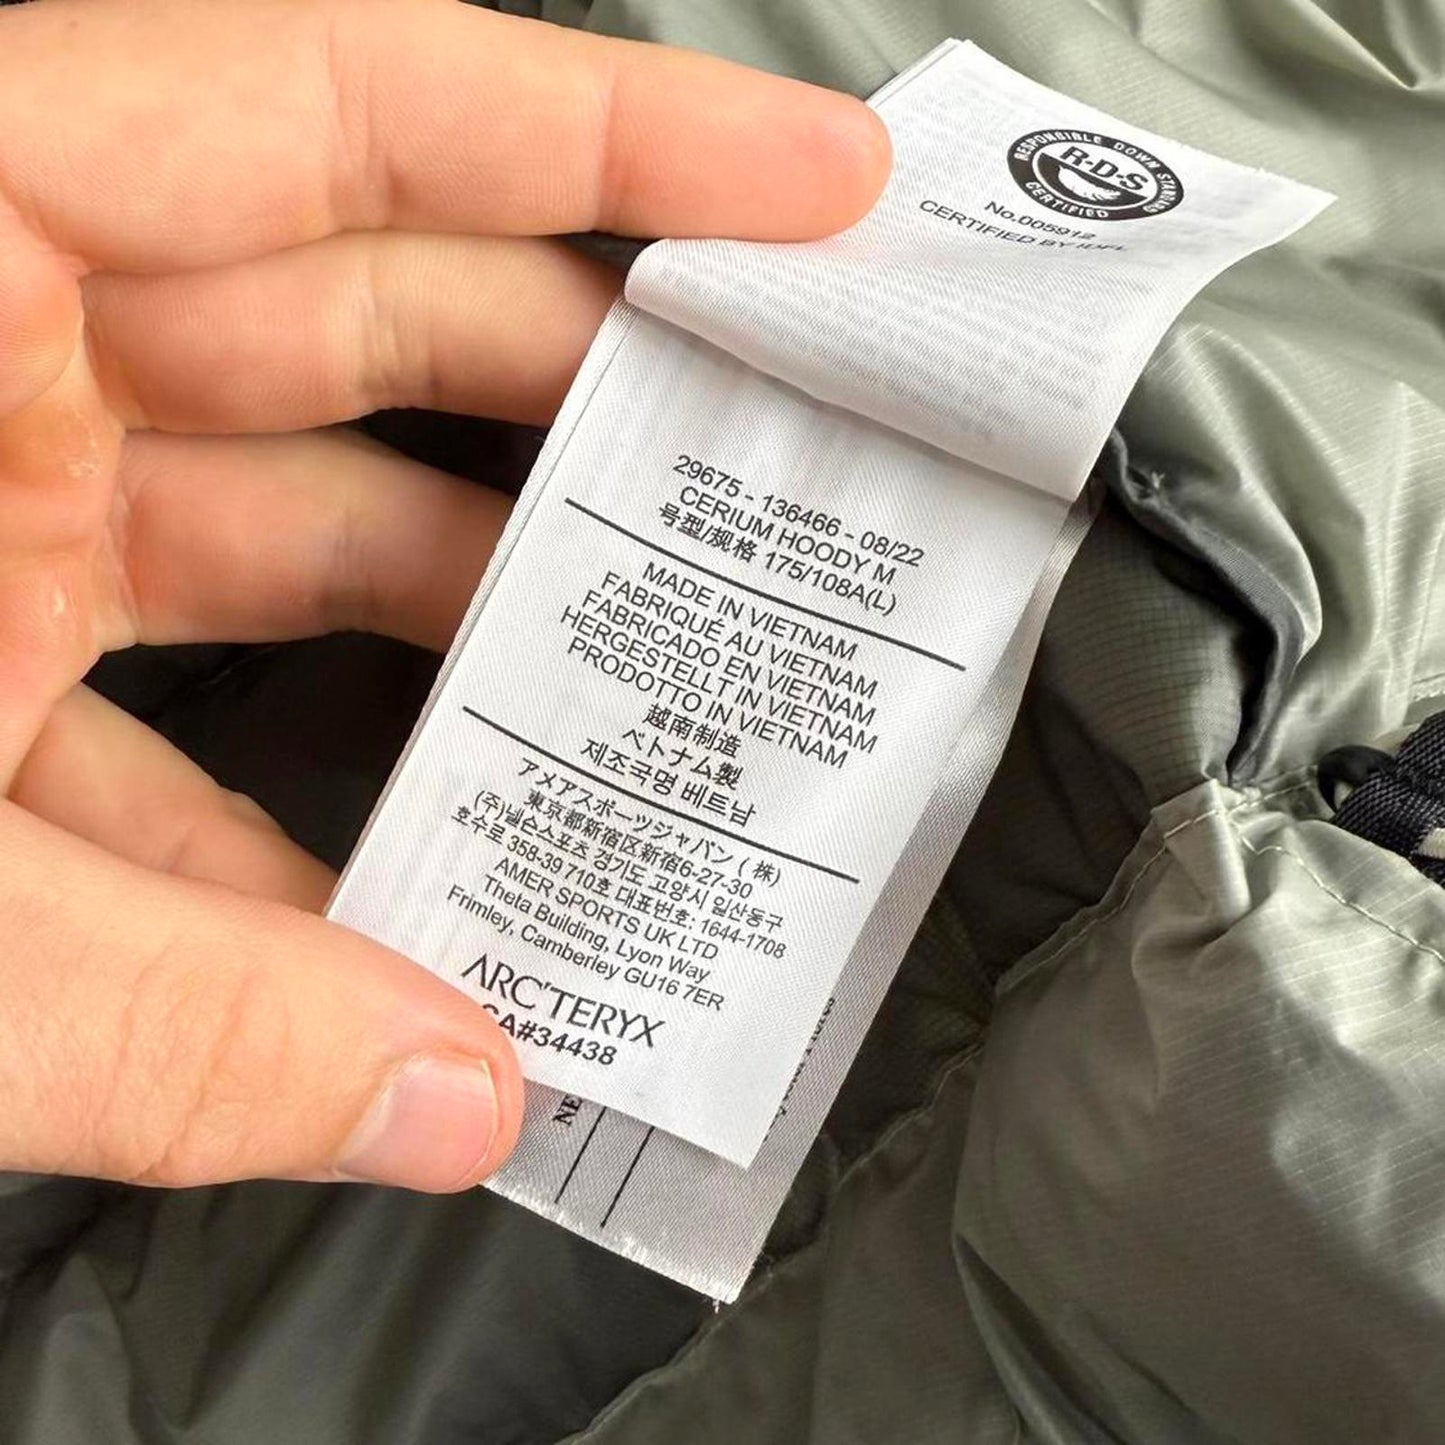 RESPONSIBLE DOWN STANDARD
R-D-S
CERTIFIED
No.005912
CERTIFIED BY IDFL
29675 - 136466 - 08/22
CERIUM HOODY M
号型/规格 175/108A(L)
MADE IN VIETNAM
FABRIQUÉ AU VIETNAM
FABRICADO EN VIETNAM
HERGESTELLT IN VIETNAM
PRODOTTO IN VIETNAM
越南制造
ベトナム製
제조국명 베트남
アメアスポーツジャパン ( 株)
東京都新宿区新宿6-27-30
(주)넬슨스포츠 경기도 고양시 일산동구
호수로 358-39 710호 대표번호: 1644-1708
AMER SPORTS UK LTD
Theta Building, Lyon Way
Frimley, Camberley GU16 7ER
ARC'TERYX
CA#34438
NE